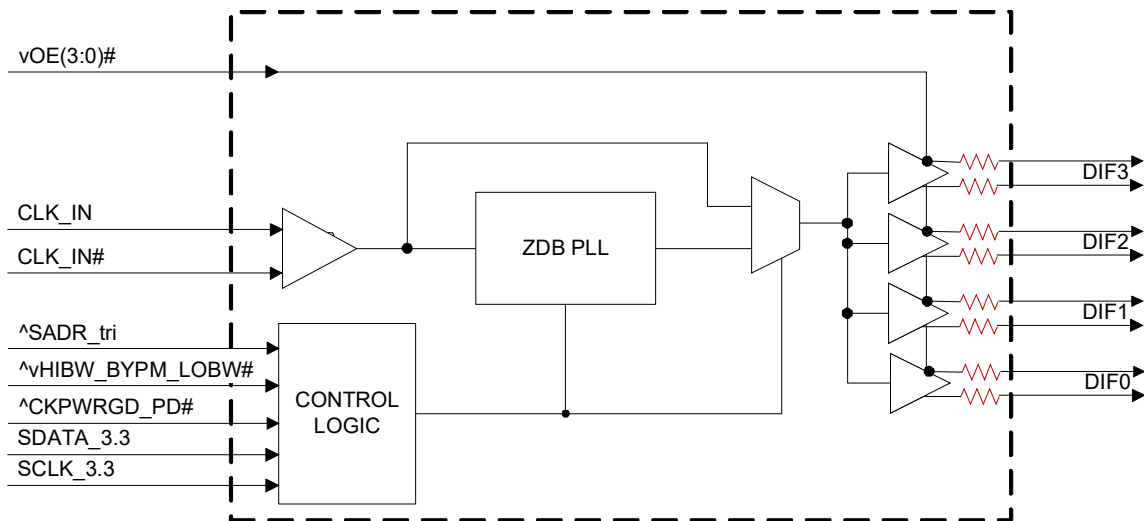 vOE(3:0)#
CLK_IN
CLK_IN#
ZDB PLL
DIF3
DIF2
DIF1
DIF0
^SADR_tri
^vHIBW_BYPM_LOBW#
^CKPWRGD_PD#
SDATA_3.3
SCLK_3.3
CONTROL
LOGIC